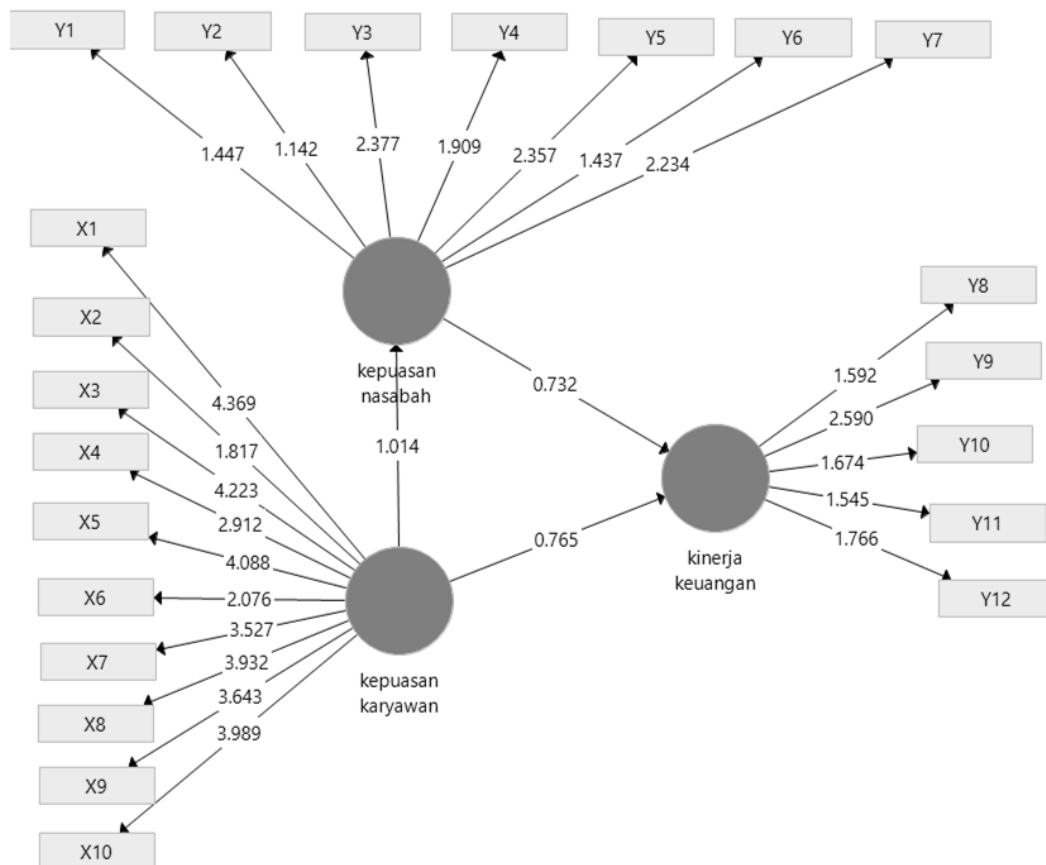 Y1
Y2
Y3
Y4
Y5
Y6
Y7
1.447
1.142
2.377
1.909
2.357
1.437
2.234
X1
X2
X3
X4
X5
X6
X7
X8
X9
X10
4.369
1.817
4.223
2.912
4.088
2.076
3.527
3.932
3.643
3.989
kepuasan
nasabah
1.014
0.732
0.765
kepuasan
karyawan
kinerja
keuangan
1.592
2.590
1.674
1.545
1.766
Y8
Y9
Y10
Y11
Y12